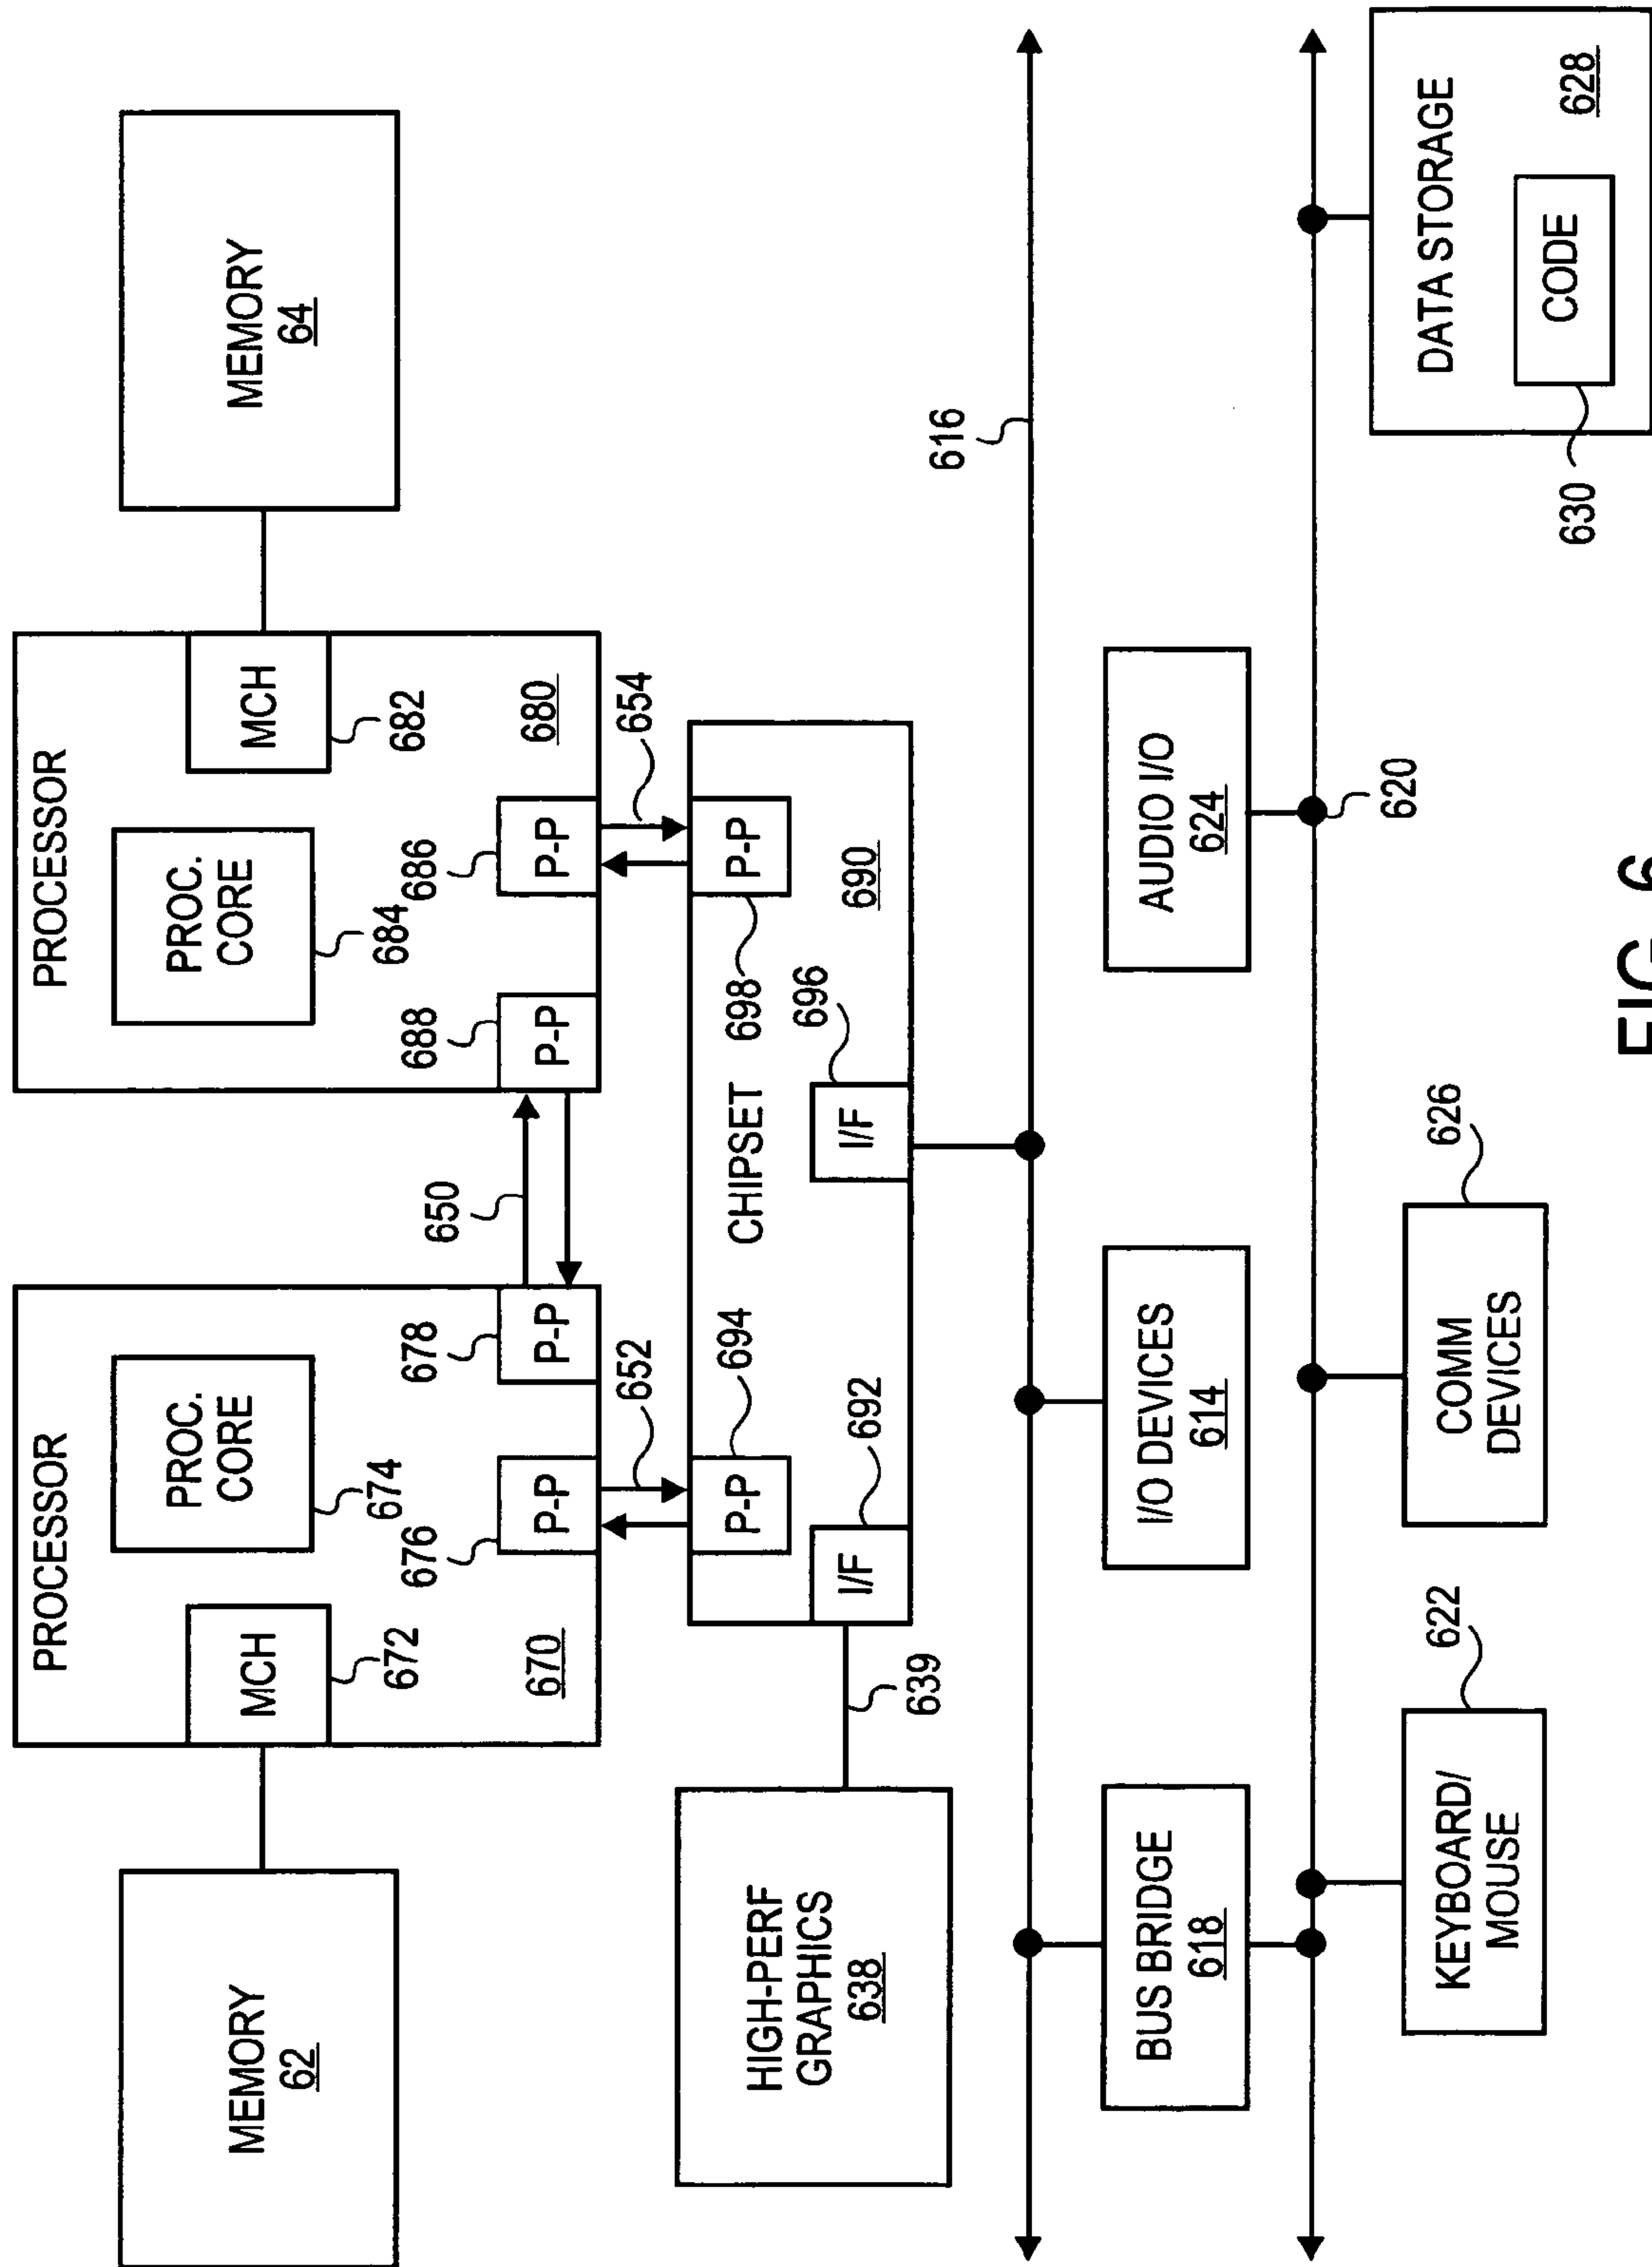 PROCESSOR
PROCESSOR
MEMORY
62
MCH
672
PROC.
CORE
674
676
P-P
678
P-P
670
650
688
P-P
PROC.
CORE
684
686
P-P
MCH
682
680
MEMORY
64
652
654
HIGH-PERF
GRAPHICS
638
639
P-P
694
I/F
692
CHIPSET
P-P
698
I/F
696
690
616
BUS BRIDGE
618
I/O DEVICES
614
AUDIO I/O
624
620
KEYBOARD/
MOUSE
622
COMM
DEVICES
626
DATA STORAGE
628
CODE
630
FIG. 6